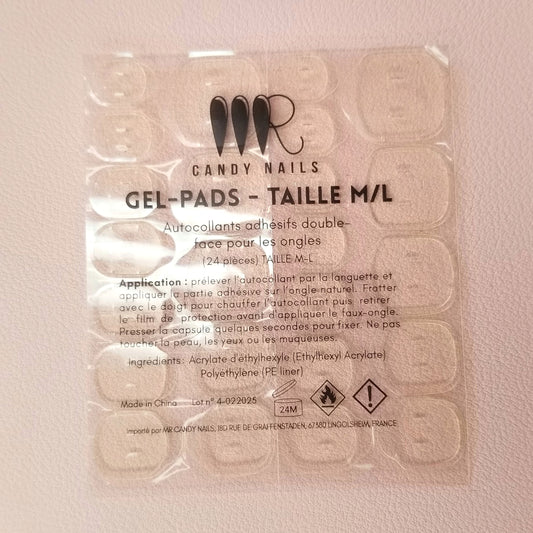 MR
CANDY NAILS
GEL-PADS - TAILLE M/L
Autocollants adhésifs double-
face pour les ongles
(24 pièces) TAILLE M-L
Application : prélever l'autocollant par la languette et
appliquer la partie adhésive sur l'ongle naturel. Frotter
avec le doigt pour chauffer l'autocollant puis retirer
le film de protection avant d'appliquer le faux-ongle.
Presser la capsule quelques secondes pour fixer. Ne pas
toucher la peau, les yeux ou les muqueuses.
Ingrédients : Acrylate d'éthylhexyle (Ethylhexyl Acrylate)
Polyéthylène (PE liner)
Made in China Lot n° 4-022025
24M
Importé par MR CANDY NAILS, 180 RUE DE GRAFFENSTADEN, 67380 LINGOLSHEIM, FRANCE